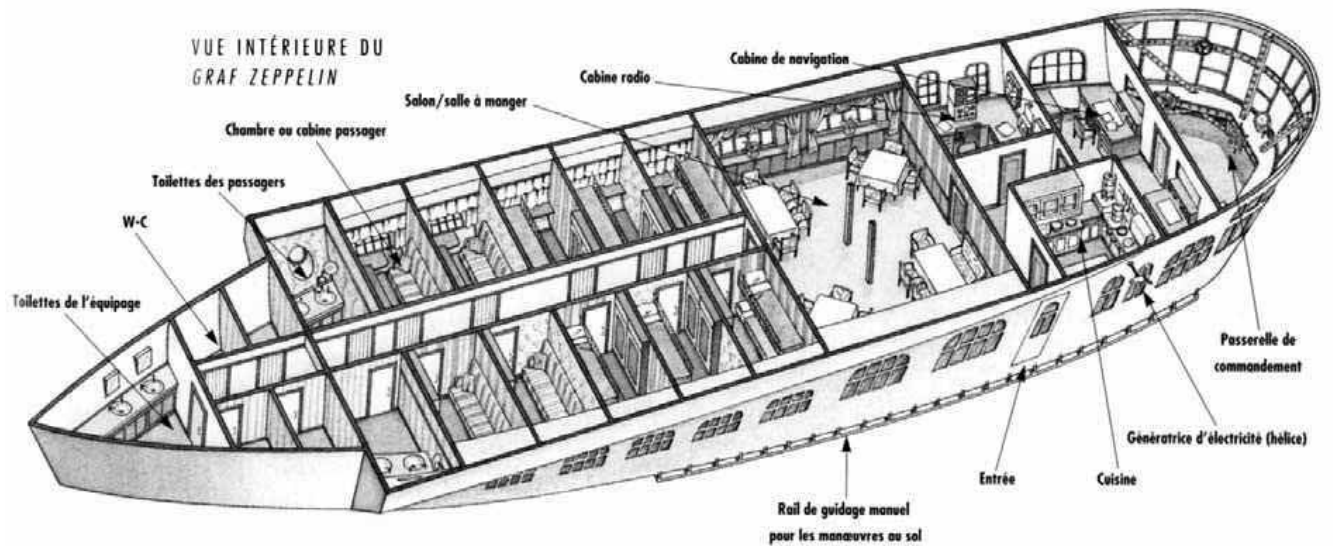 VUE INTÉRIEURE DU
GRAF ZEPPELIN
Cabine de navigation
Cabine radio
Salon/salle à manger
Chambre ou cabine passager
Toilettes des passagers
W-C
Toilettes de l'équipage
Passerelle de
commandement
Génératrice d'électricité (hélice)
Entrée
Cuisine
Rail de guidage manuel
pour les manœuvres au sol